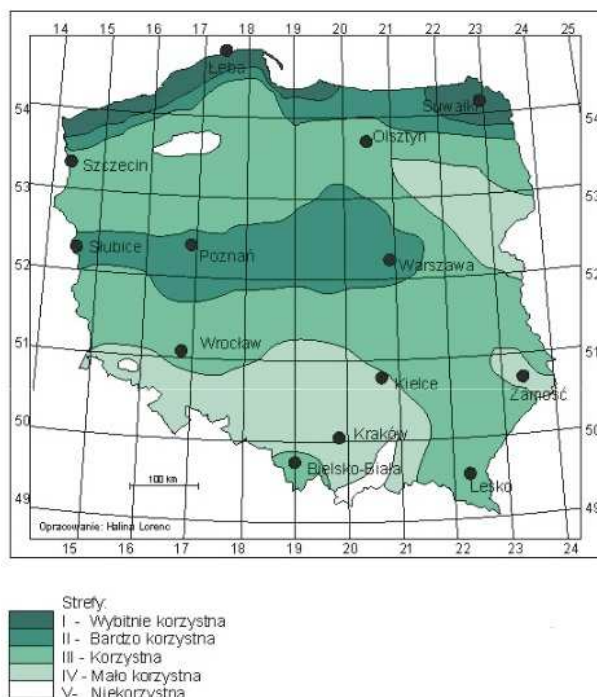 14 15 16 17 18 19 20 21 22 23 24 25
54 54
53 53
52 52
51 51
50 50
49 49
Łeba
Suwałki
Olsztyn
Szczecin
Słubice
Poznań
Warszawa
Wrocław
Kielce
Zamość
Kraków
Bielsko-Biała
Lesko
100 km
Opracowanie: Halina Lorenc
15 16 17 18 19 20 21 22 23 24
Strefy:
I - Wybitnie korzystna
II - Bardzo korzystna
III - Korzystna
IV - Mało korzystna
V- Niekorzystna